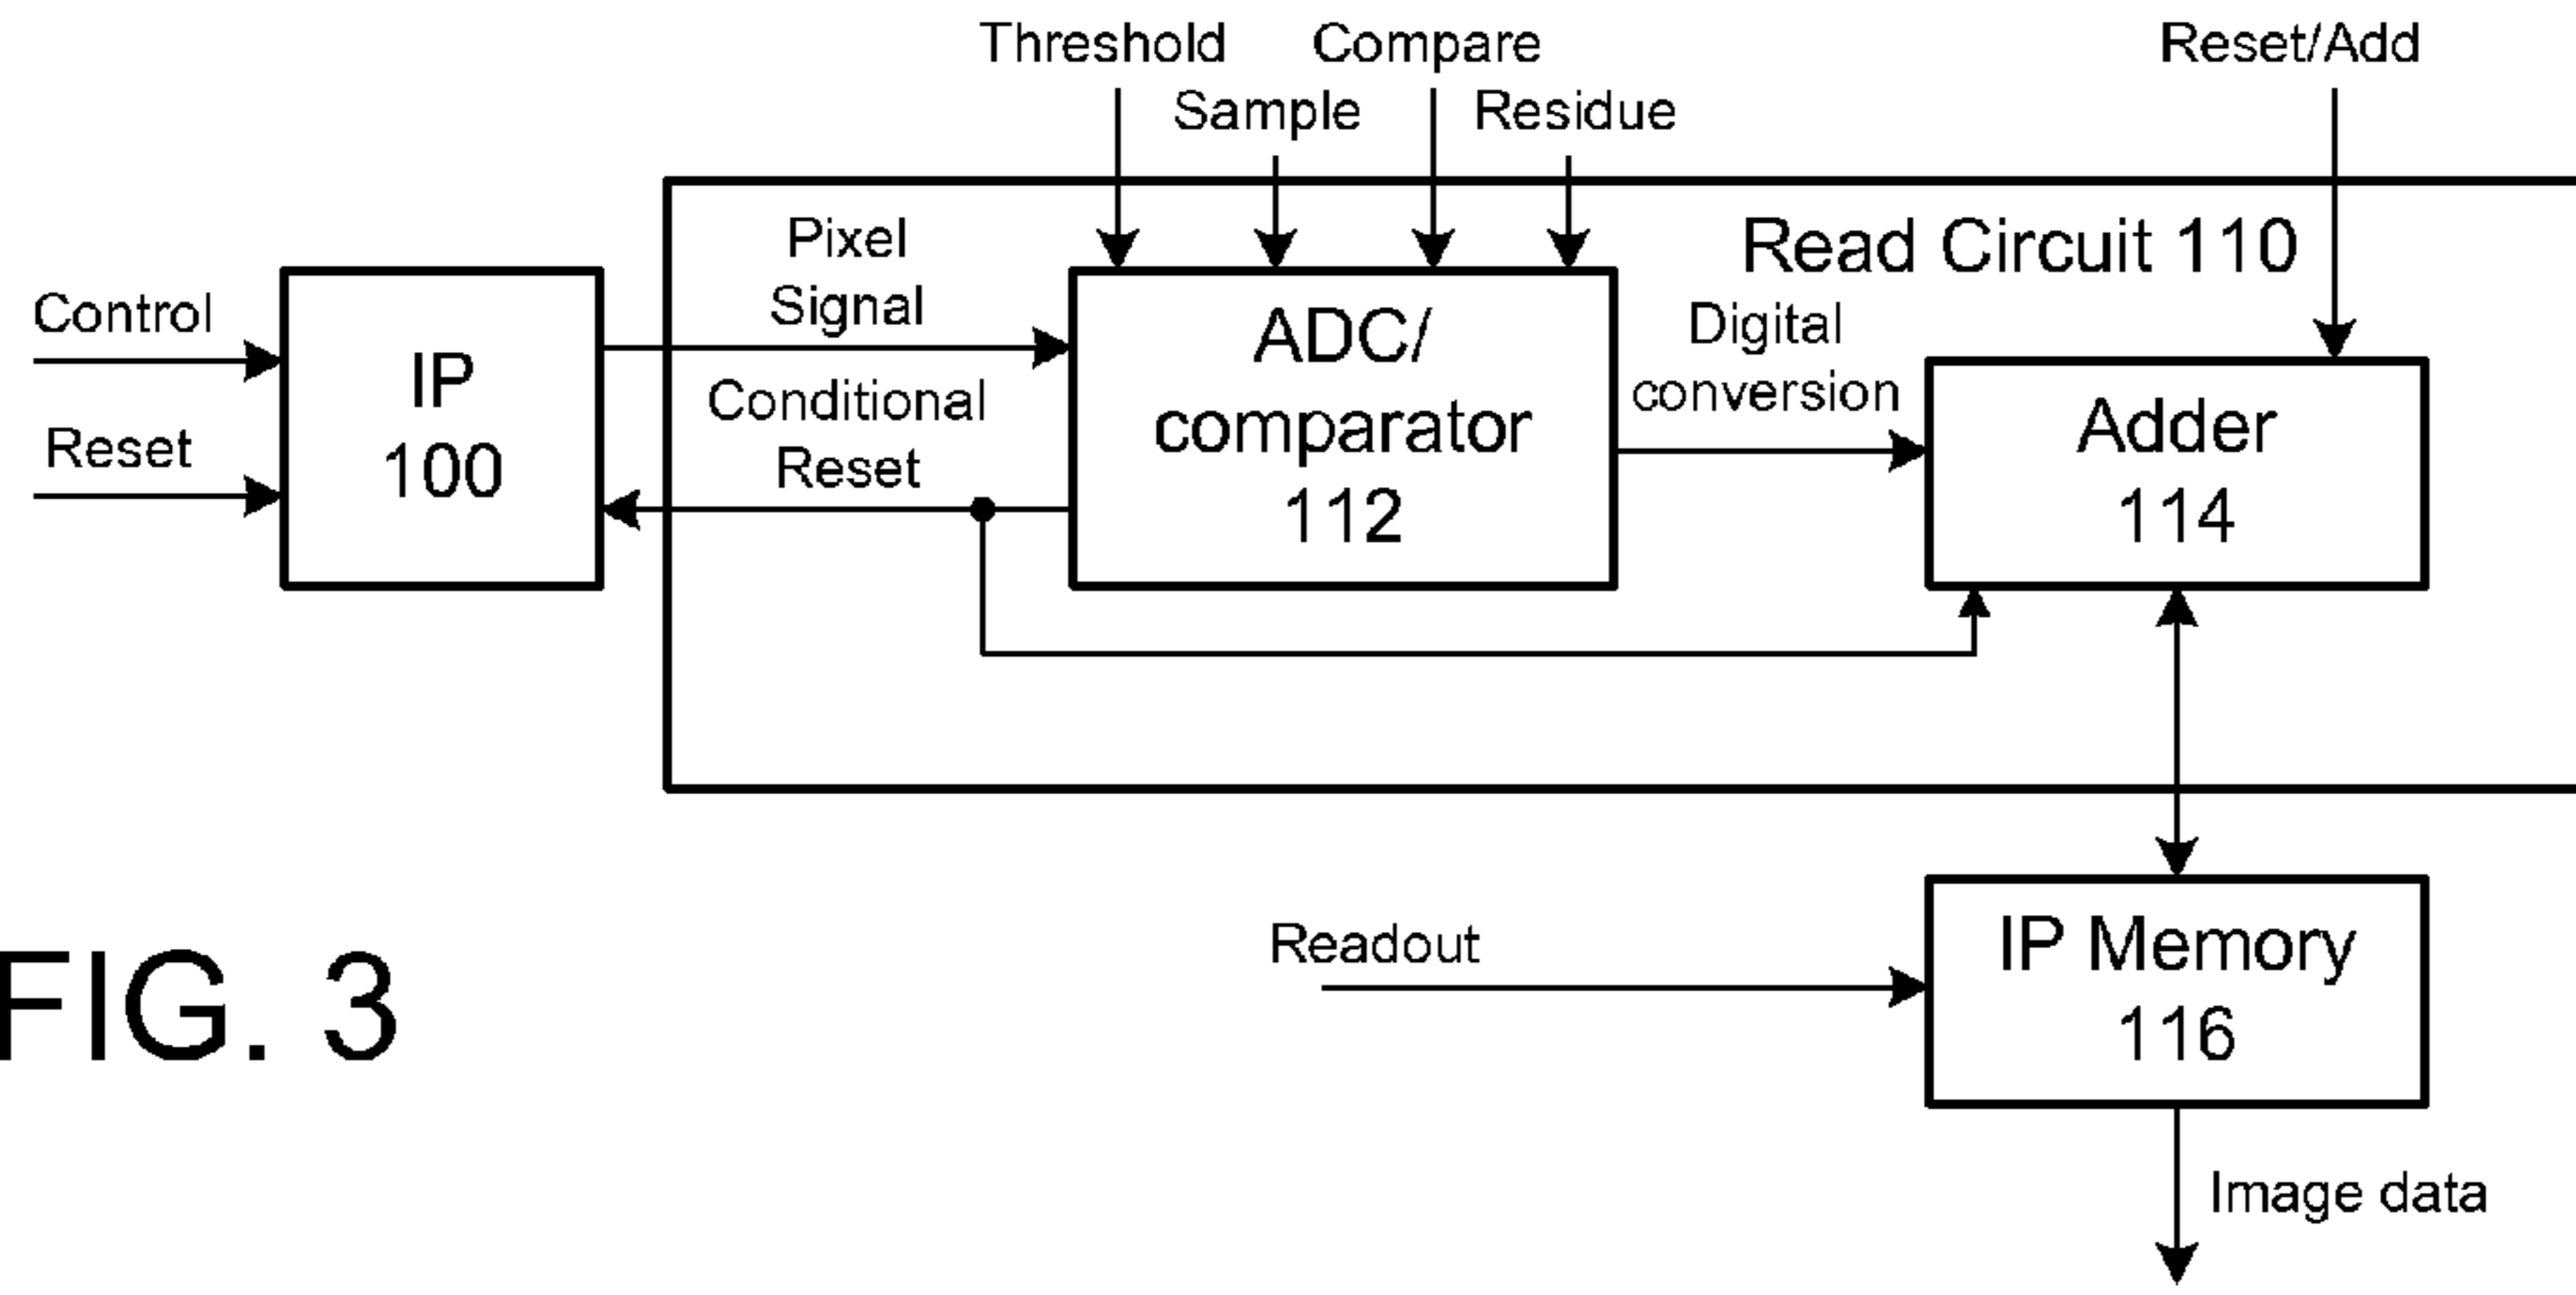 Threshold
Compare
Reset/Add
Sample
Residue
Read Circuit 110
Pixel
Signal
Control
Reset
IP
100
Conditional
Reset
ADC/
comparator
112
Digital
conversion
Adder
114
Readout
IP Memory
116
FIG. 3
Image data